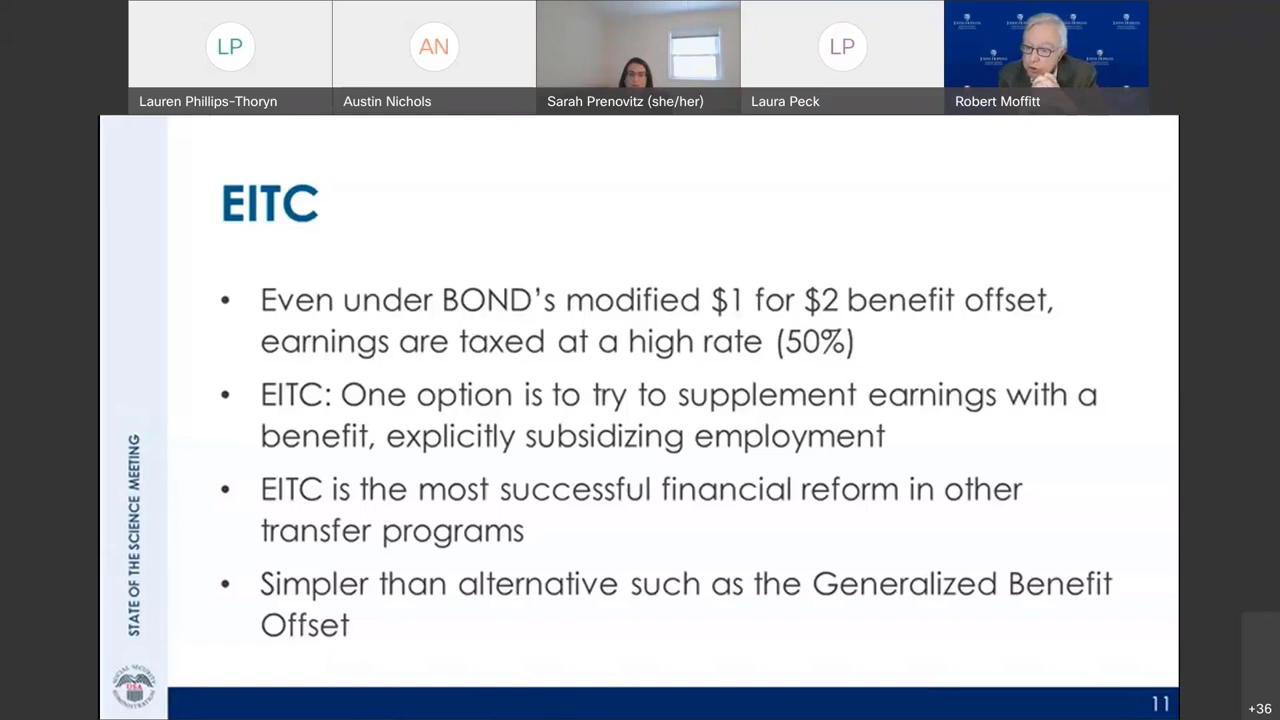 LP
AN
LP
Lauren Phillips-Thoryn
Austin Nichols
Sarah Prenovitz (she/her)
Laura Peck
Robert Moffitt
EITC
• Even under BOND's modified $1 for $2 benefit offset,
earnings are taxed at a high rate (50%)
• EITC: One option is to try to supplement earnings with a
benefit, explicitly subsidizing employment
• EITC is the most successful financial reform in other
transfer programs
• Simpler than alternative such as the Generalized Benefit
Offset
STATE OF THE SCIENCE MEETING
USA
11
+36